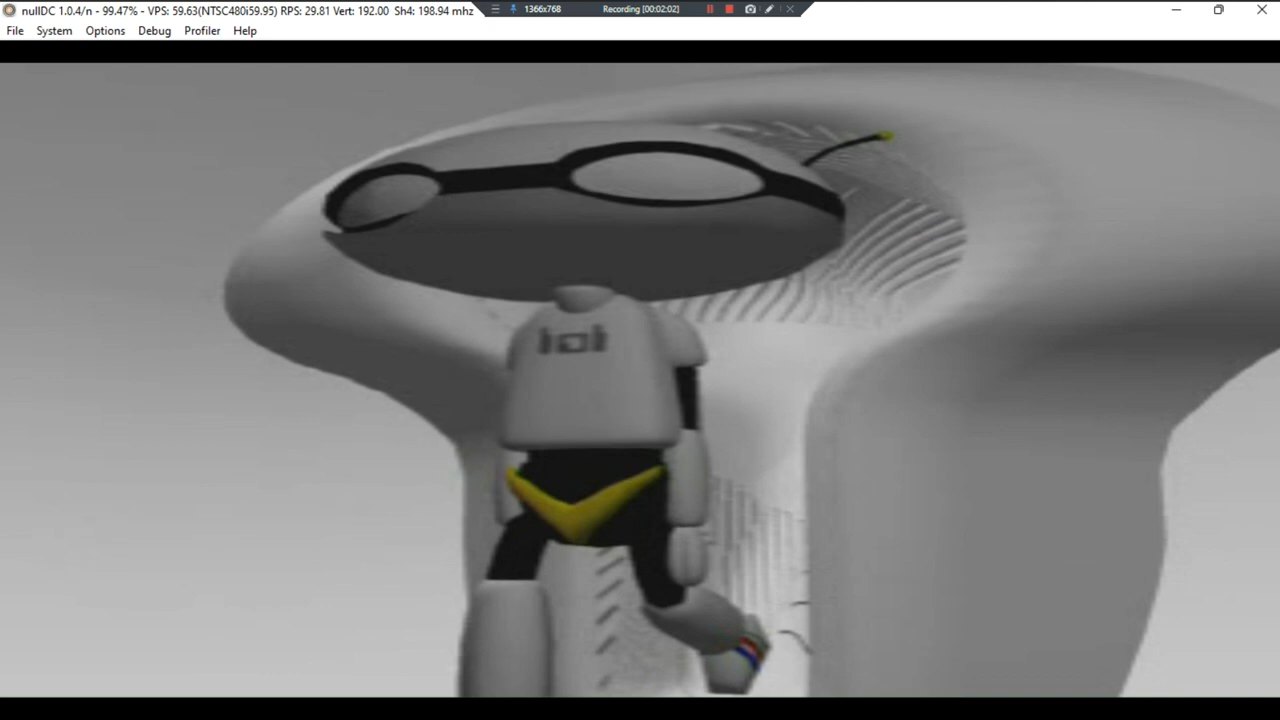 nullDC 1.0.4/n - 99.47% - VPS: 59.63(NTSC480i59.95) RPS: 29.81 Vert: 192.00 Sh4: 198.94 mhz
1366x768 Recording [00:02:02]
File System Options Debug Profiler Help
lol